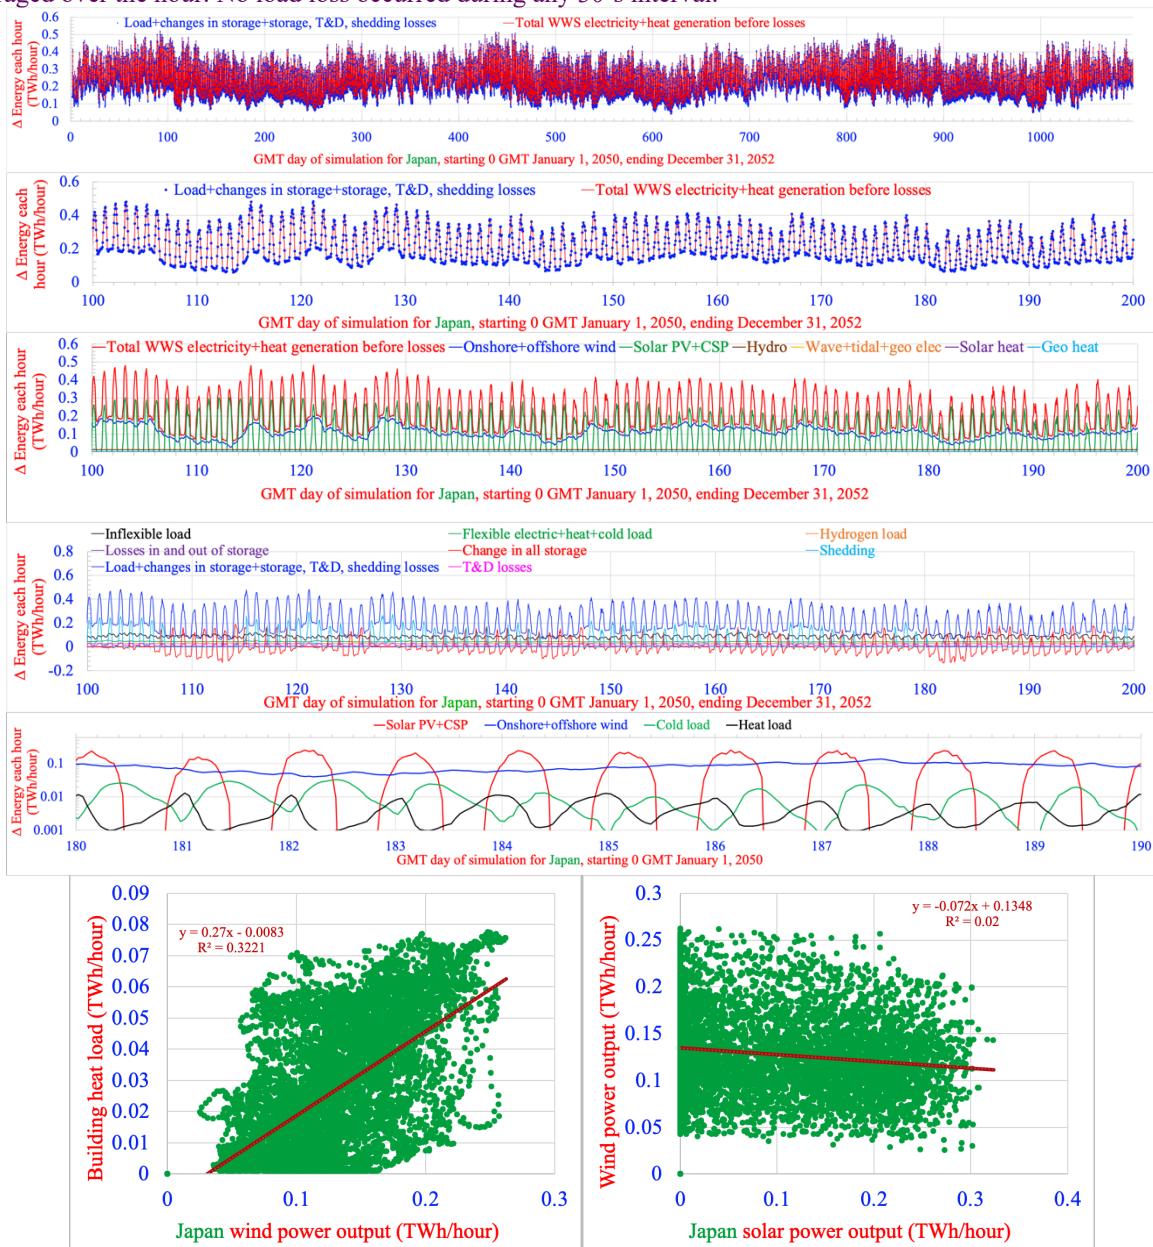 aged over the hour. No load loss occurred during any 30-s interval.
Load+changes in storage+storage, T&D, shedding losses —Total WWS electricity+heat generation before losses
Δ Energy each hour
(TWh/hour)
0.6
0.5
0.4
0.3
0.2
0.1
0
0 100 200 300 400 500 600 700 800 900 1000
GMT day of simulation for Japan, starting 0 GMT January 1, 2050, ending December 31, 2052
Load+changes in storage+storage, T&D, shedding losses —Total WWS electricity+heat generation before losses
Δ Energy each
hour (TWh/hour)
0.6
0.4
0.2
0
100 110 120 130 140 150 160 170 180 190 200
GMT day of simulation for Japan, starting 0 GMT January 1, 2050, ending December 31, 2052
—Total WWS electricity+heat generation before losses —Onshore+offshore wind —Solar PV+CSP —Hydro —Wave+tidal+geo elec —Solar heat —Geo heat
Δ Energy each hour
(TWh/hour)
0.6
0.5
0.4
0.3
0.2
0.1
0
100 110 120 130 140 150 160 170 180 190 200
GMT day of simulation for Japan, starting 0 GMT January 1, 2050, ending December 31, 2052
—Inflexible load —Flexible electric+heat+cold load —Hydrogen load
—Losses in and out of storage —Change in all storage —Shedding
—Load+changes in storage+storage, T&D, shedding losses —T&D losses
Δ Energy each hour
(TWh/hour)
0.8
0.6
0.4
0.2
0
-0.2
100 110 120 130 140 150 160 170 180 190 200
GMT day of simulation for Japan, starting 0 GMT January 1, 2050, ending December 31, 2052
—Solar PV+CSP —Onshore+offshore wind —Cold load —Heat load
Δ Energy each hour
(TWh/hour)
0.1
0.01
0.001
180 181 182 183 184 185 186 187 188 189 190
GMT day of simulation for Japan, starting 0 GMT January 1, 2050
Building heat load (TWh/hour)
0.09
0.08
0.07
0.06
0.05
0.04
0.03
0.02
0.01
0
y = 0.27x - 0.0083
R² = 0.3221
0 0.1 0.2 0.3
Japan wind power output (TWh/hour)
Wind power output (TWh/hour)
0.3
0.25
0.2
0.15
0.1
0.05
0
y = -0.072x + 0.1348
R² = 0.02
0 0.1 0.2 0.3 0.4
Japan solar power output (TWh/hour)